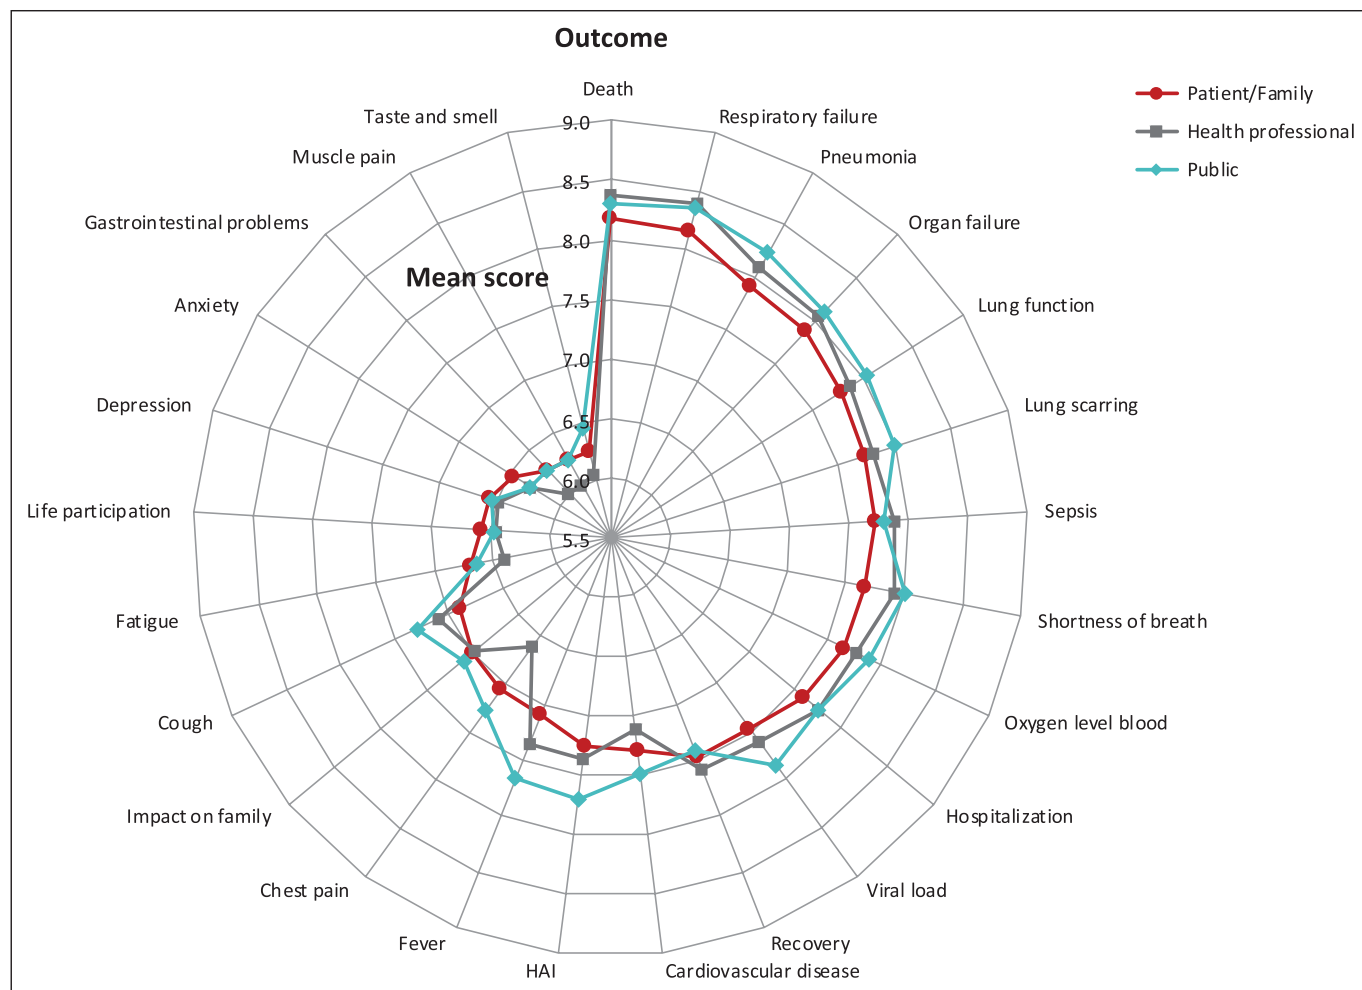 Outcome
Death
Respiratory failure
Pneumonia
Organ failure
Lung function
Lung scarring
Sepsis
Shortness of breath
Oxygen level blood
Hospitalization
Viral load
Recovery
Cardiovascular disease
HAI
Fever
Chest pain
Impact on family
Cough
Fatigue
Life participation
Depression
Anxiety
Gastrointestinal problems
Muscle pain
Taste and smell
9.0
8.5
8.0
7.5
7.0
6.5
6.0
5.5
Mean score
Patient/Family
Health professional
Public